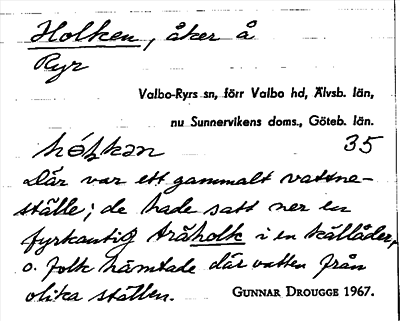 Holken, åker å
Ryr
Valbo-Ryrs sn, förr Valbo hd, Älvsb. län,
nu Sunnervikens doms., Göteb. län.
35
Där var ett gammalt vattne-
ställe; de hade satt ner en
fyrkantig träholk i en källåder,
o. folk hämtade där vatten från
olika ställen.
GUNNAR DROUGGE 1967.